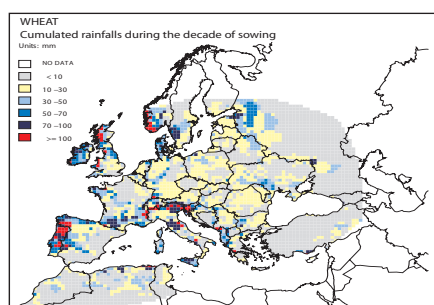 WHEAT
Cumulated rainfalls during the decade of sowing
Units: mm
NO DATA
< 10
10 –30
30 –50
50 –70
70 –100
>= 100